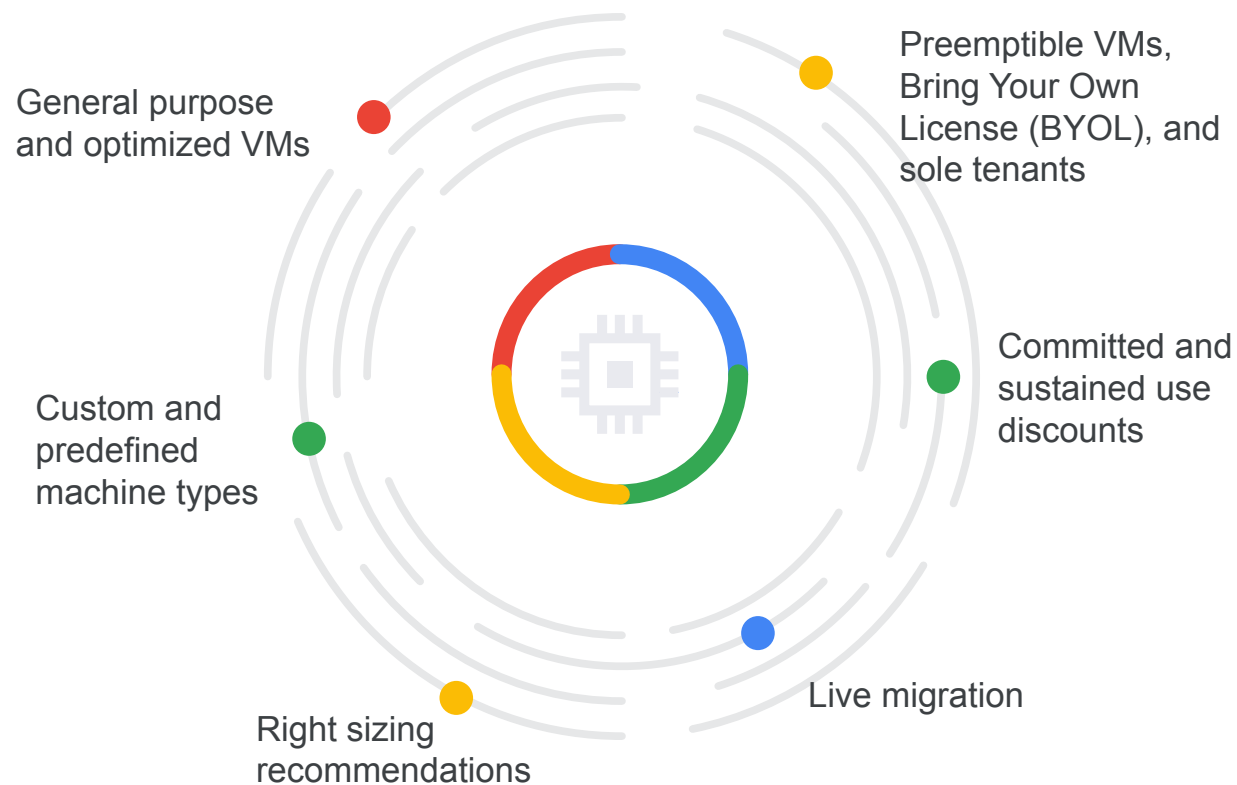 General purpose
and optimized VMs
Preemptible VMs,
Bring Your Own
License (BYOL), and
sole tenants
Custom and
predefined
machine types
Committed and
sustained use
discounts
Right sizing
recommendations
Live migration